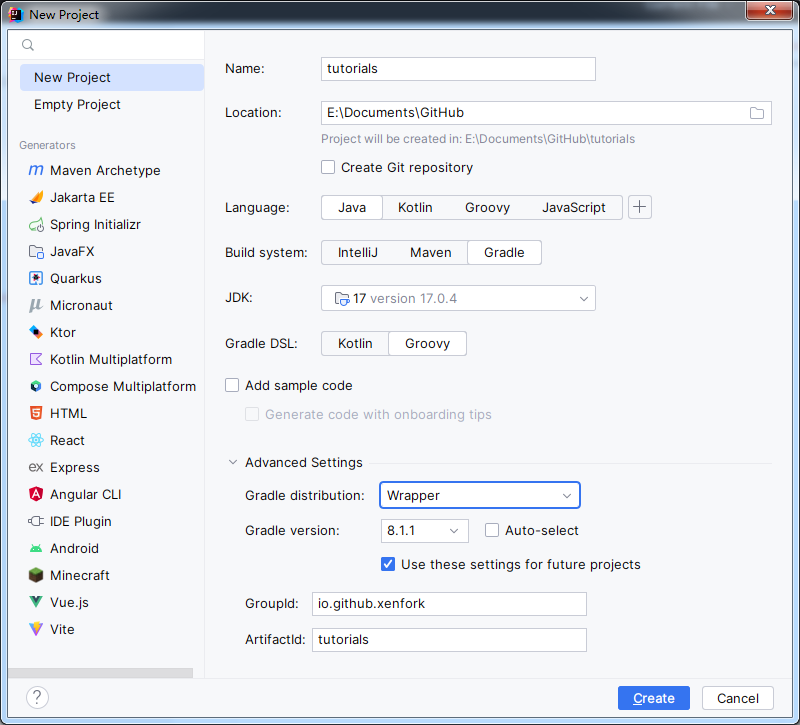 New Project
New Project
Empty Project
Generators
Maven Archetype
Jakarta EE
Spring Initializr
JavaFX
Quarkus
Micronaut
Ktor
Kotlin Multiplatform
Compose Multiplatform
HTML
React
Express
Angular CLI
IDE Plugin
Android
Minecraft
Vue.js
Vite
Name: tutorials
Location: E:\Documents\GitHub
Project will be created in: E:\Documents\GitHub\tutorials
Create Git repository
Language: Java Kotlin Groovy JavaScript
Build system: IntelliJ Maven Gradle
JDK: 17 version 17.0.4
Gradle DSL: Kotlin Groovy
Add sample code
Generate code with onboarding tips
Advanced Settings
Gradle distribution: Wrapper
Gradle version: 8.1.1 Auto-select
Use these settings for future projects
GroupId: io.github.xenfork
ArtifactId: tutorials
? Create Cancel